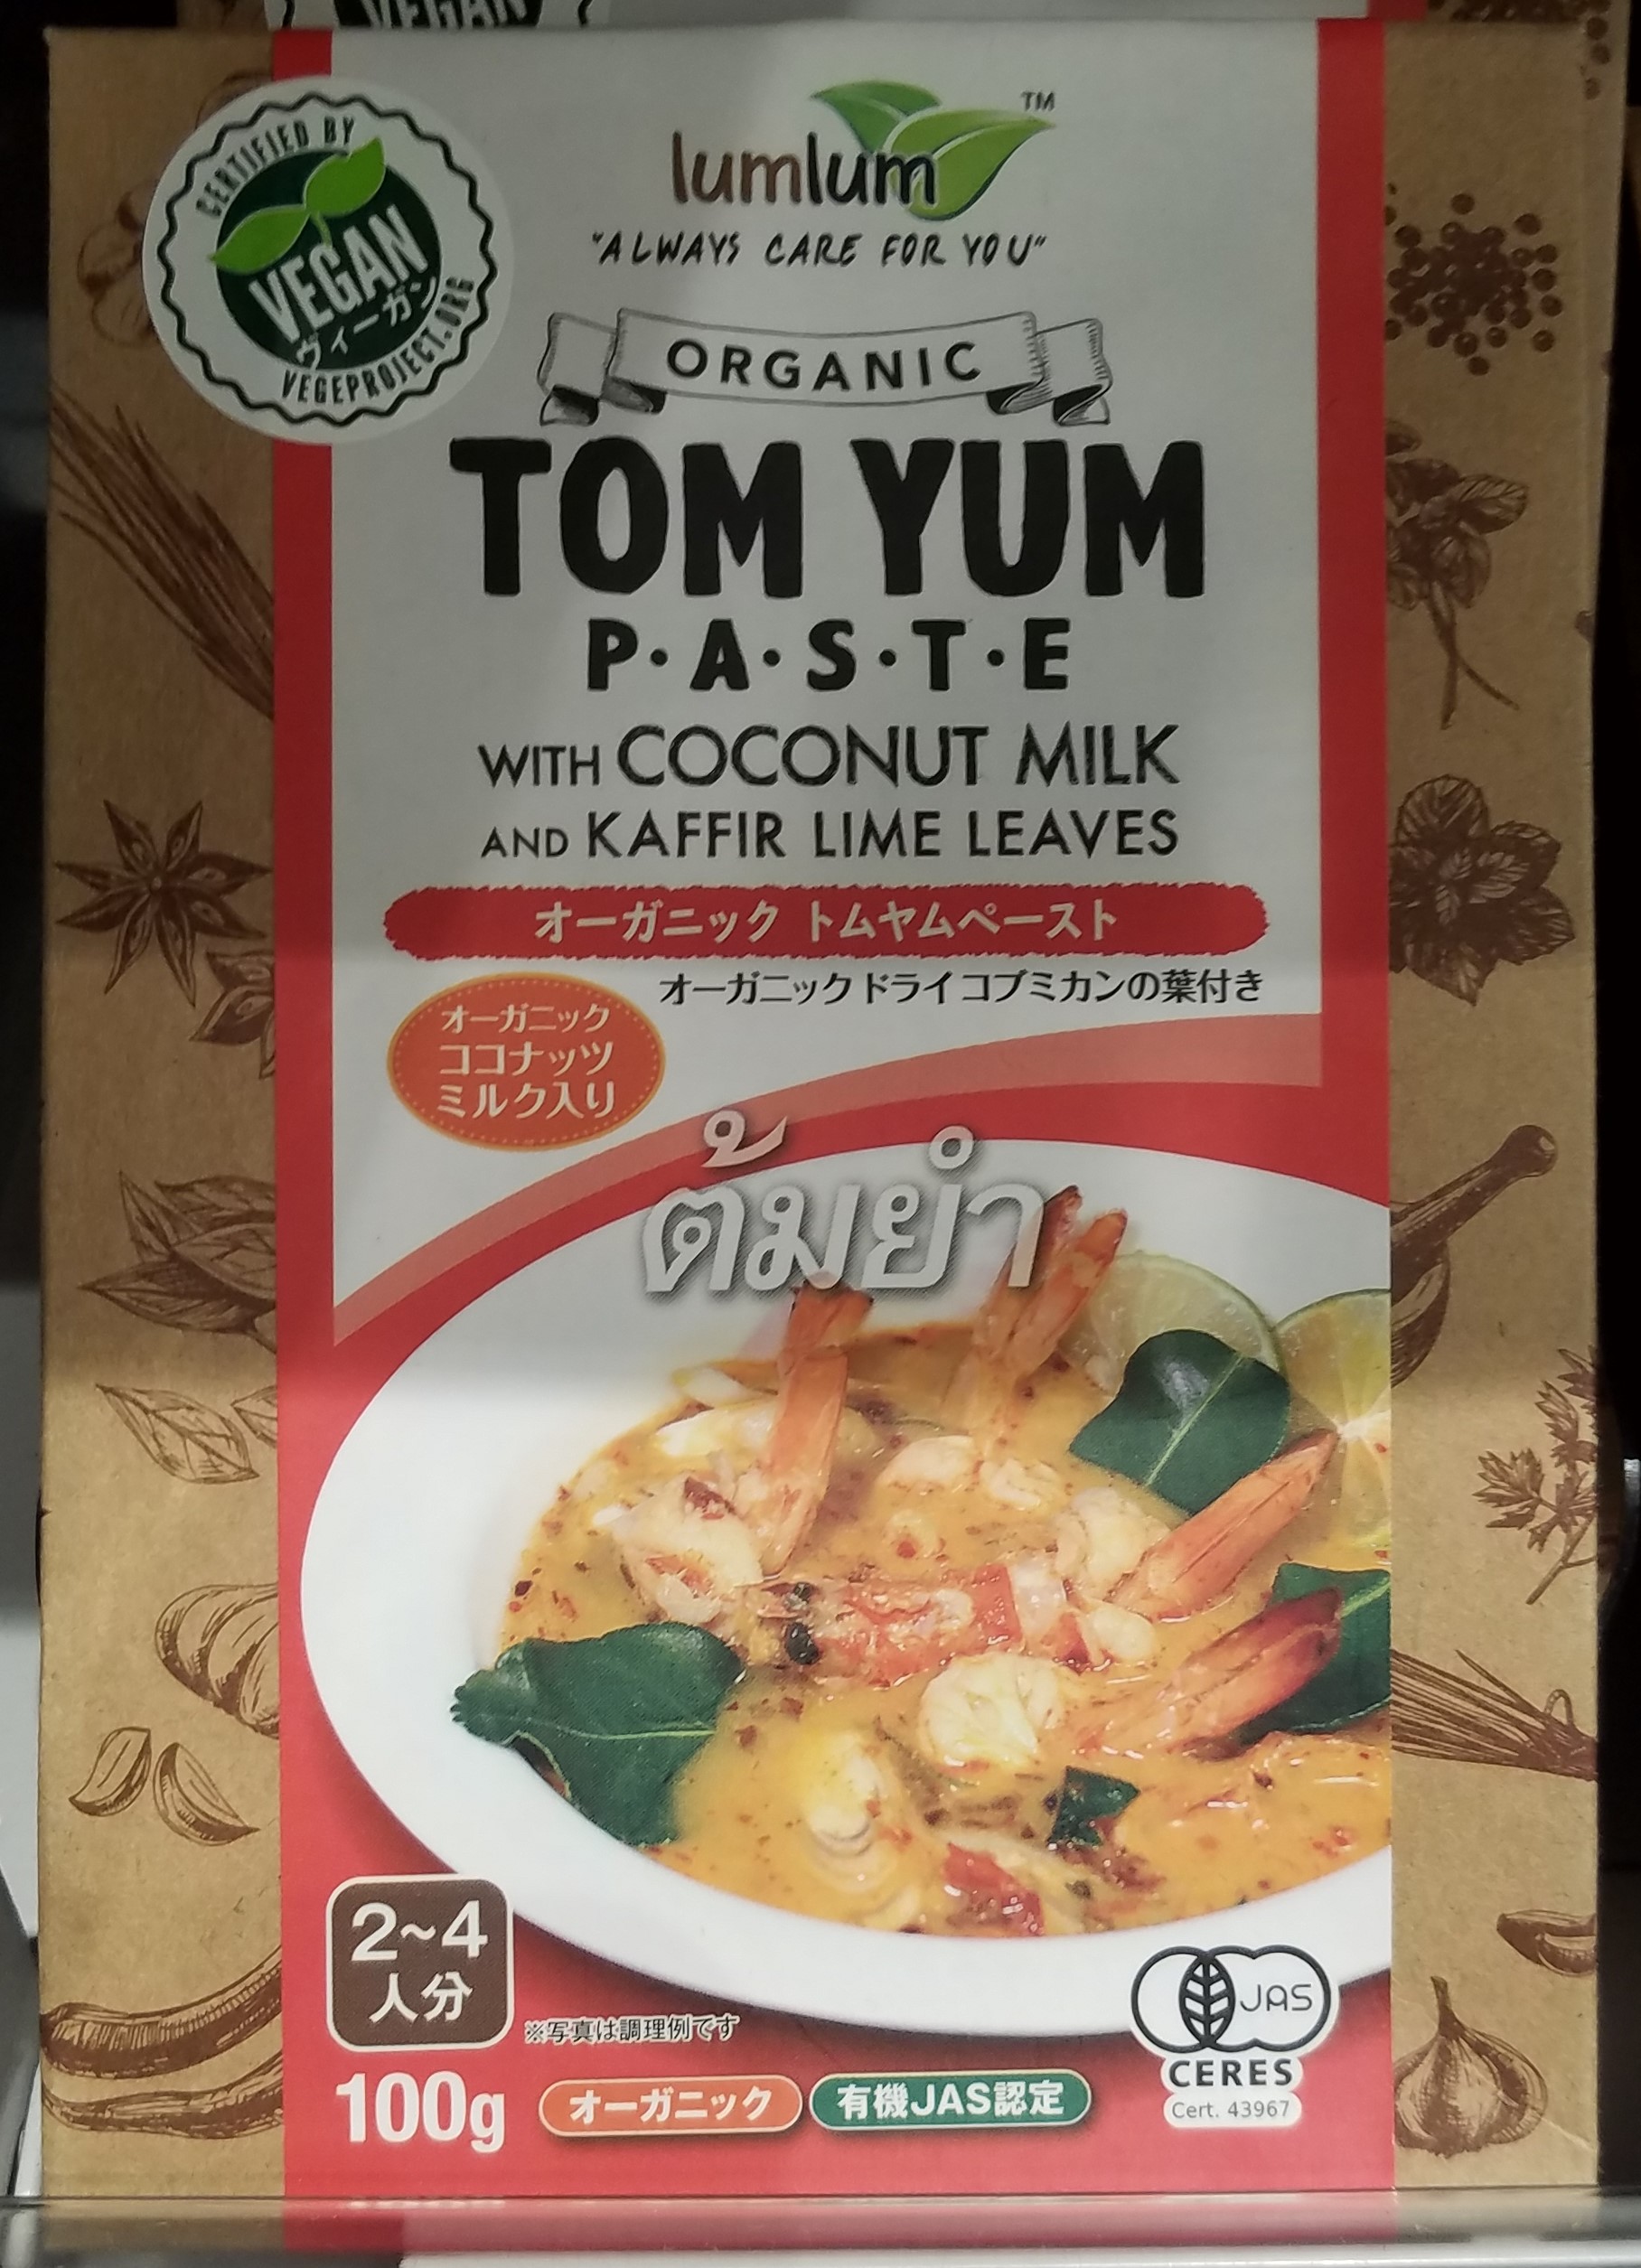 VEGAN
CERTIFIED BY
VEGAN
ヴィーガン
VEGEPROJECT.ORG
lumlum™
"ALWAYS CARE FOR YOU"
ORGANIC
TOM YUM
P·A·S·T·E
WITH COCONUT MILK
AND KAFFIR LIME LEAVES
オーガニック トムヤムペースト
オーガニックドライコブミカンの葉付き
オーガニック
ココナッツ
ミルク入り
ต้มยำ
2~4
人分
※写真は調理例です
100g
オーガニック
有機JAS認定
JAS
CERES
Cert. 43967